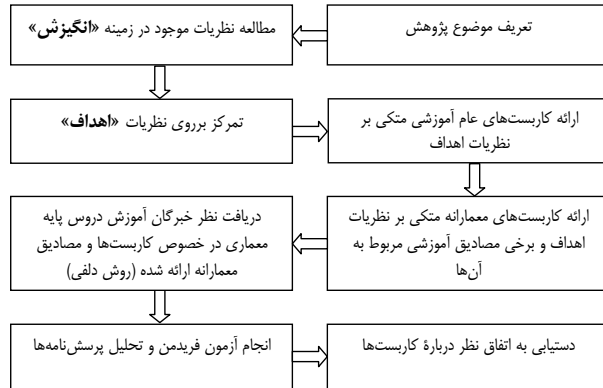 تعریف موضوع پژوهش
مطالعه نظریات موجود در زمینه «انگیزش»
تمرکز برروی نظریات «اهداف»
ارائه کاربست‌های عام آموزشی متکی بر
نظریات اهداف
ارائه کاربست‌های معمارانه متکی بر نظریات
اهداف و برخی مصادیق آموزشی مربوط به
آن‌ها
دریافت نظر خبرگان آموزش دروس پایه
معماری در خصوص کاربست‌ها و مصادیق
معمارانه ارائه شده (روش دلفی)
انجام آزمون فریدمن و تحلیل پرسش‌نامه‌ها
دستیابی به اتفاق نظر دربارهٔ کاربست‌ها